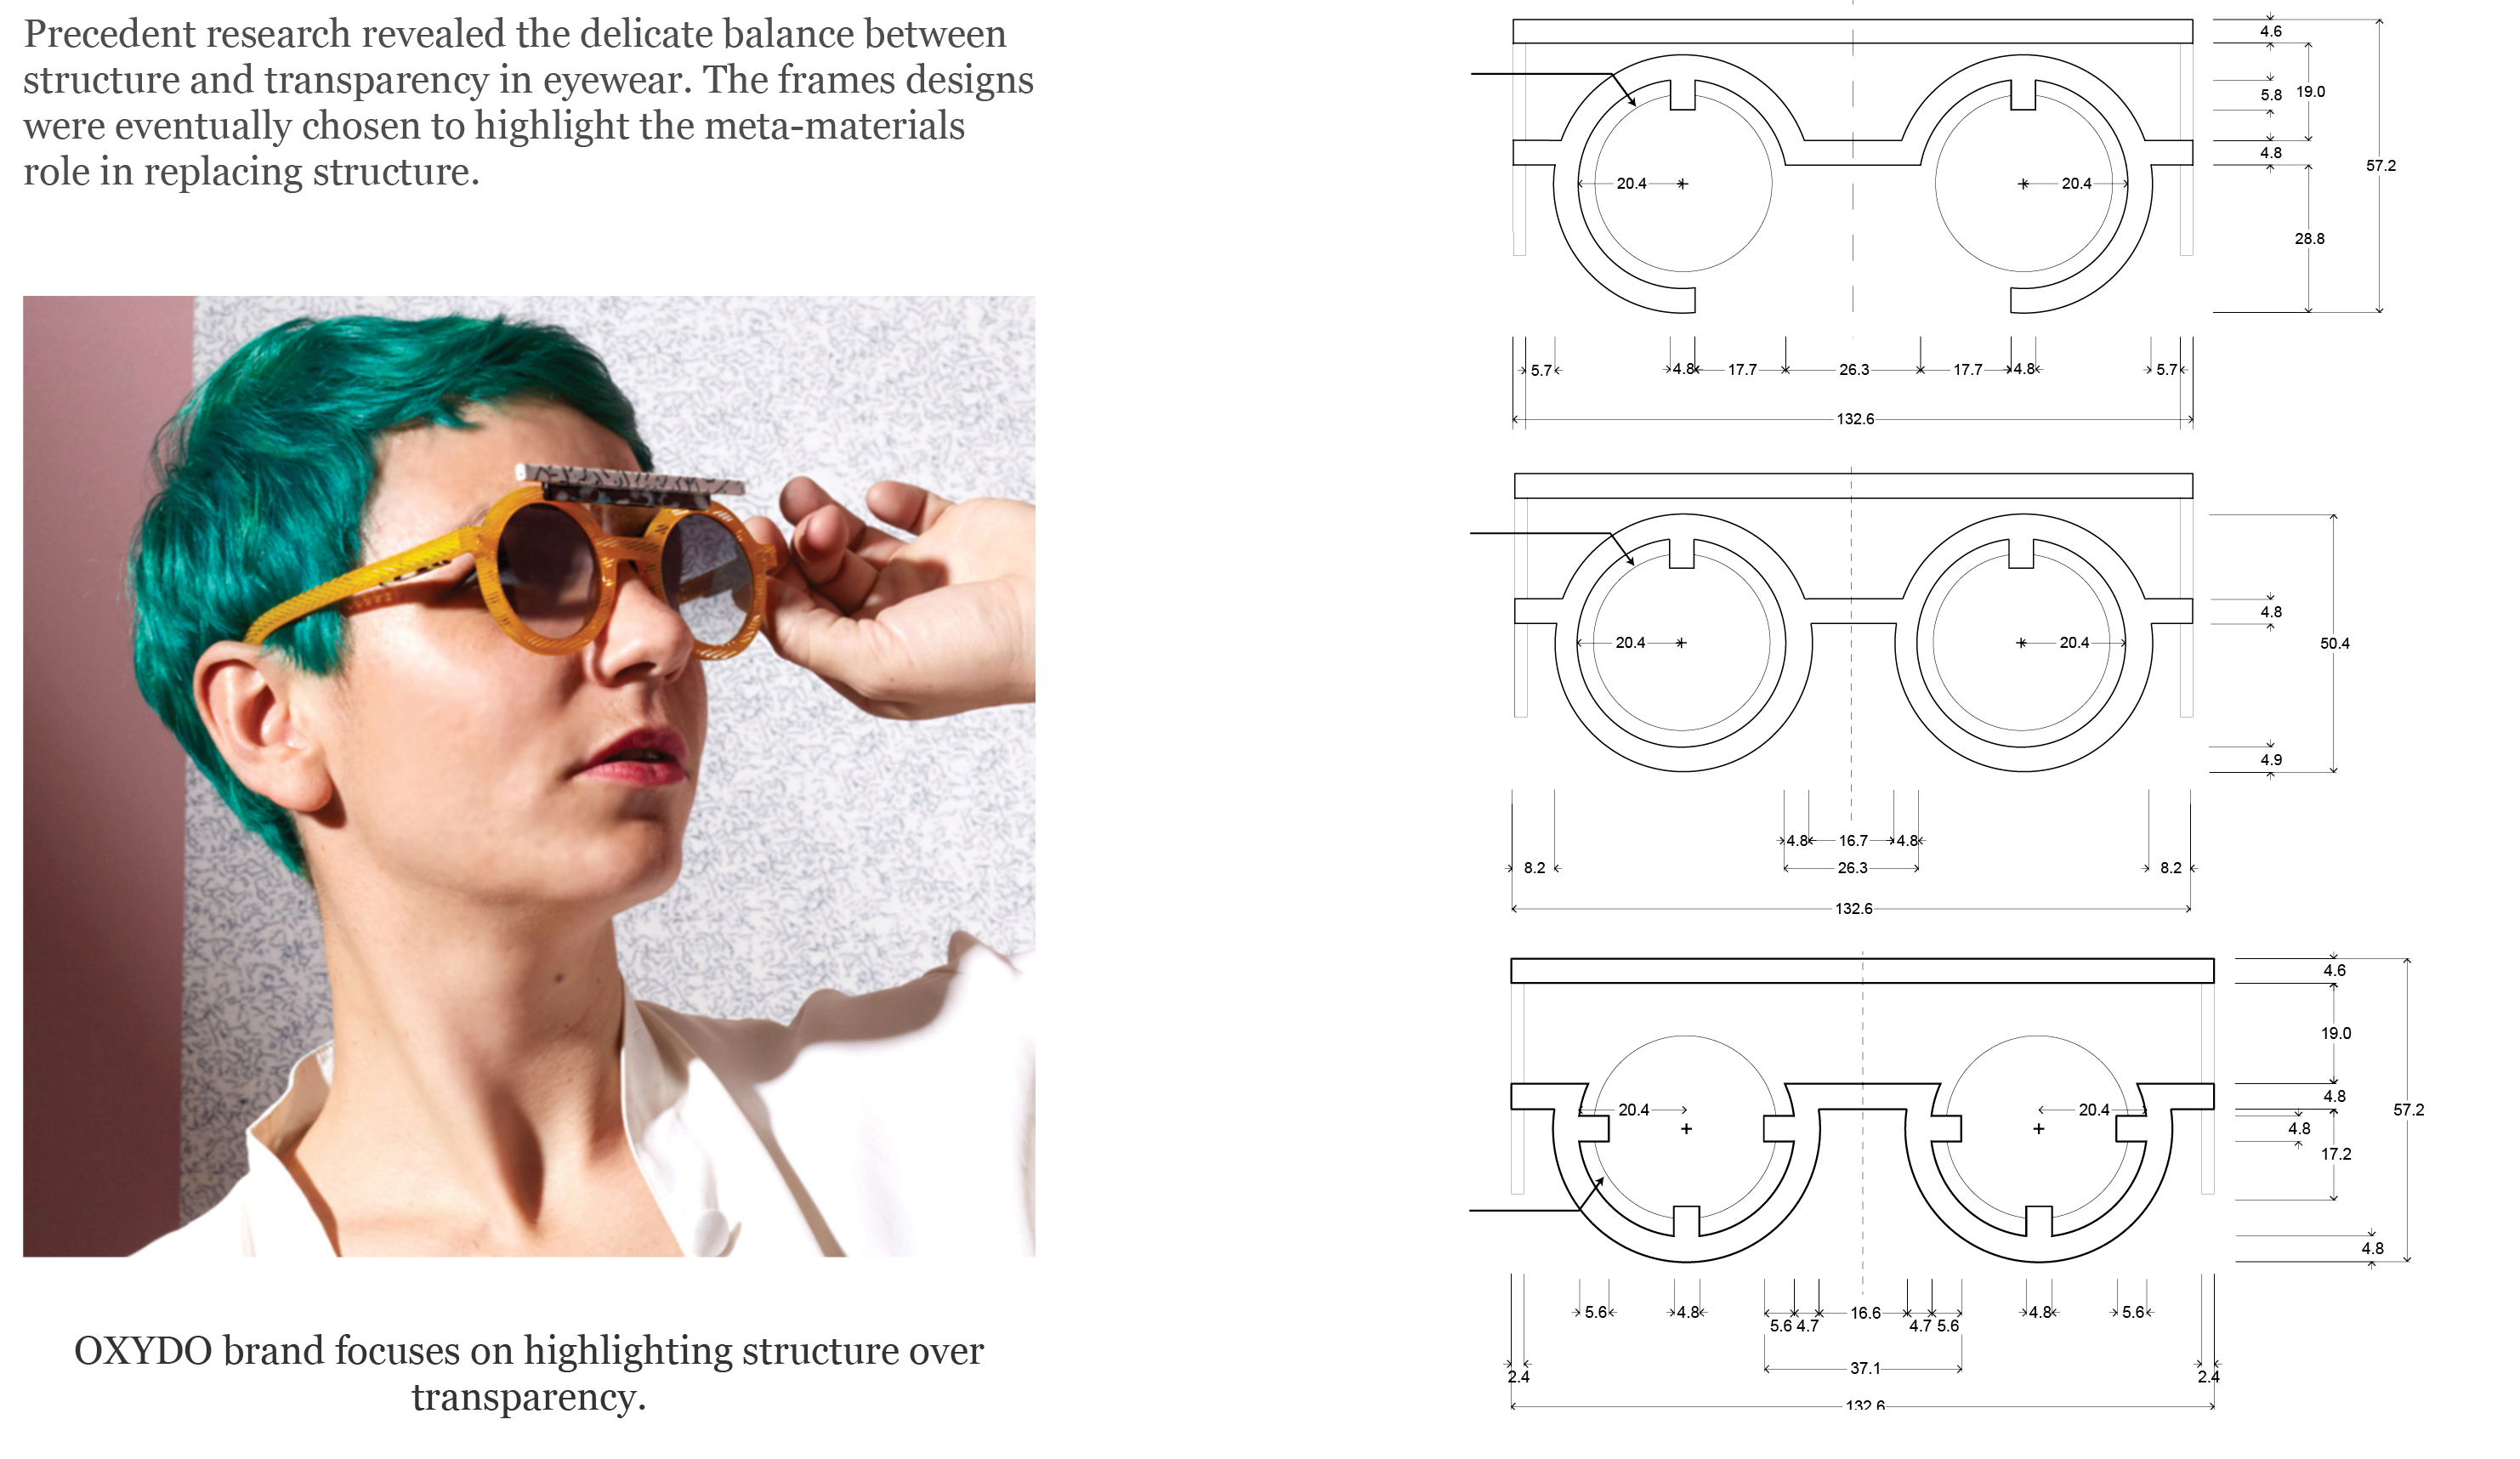 Precedent research revealed the delicate balance between
structure and transparency in eyewear. The frames designs
were eventually chosen to highlight the meta-materials
role in replacing structure.
OXYDO brand focuses on highlighting structure over
transparency.
4.6
5.8 19.0
4.8
57.2
20.4 20.4
28.8
5.7 4.8 17.7 26.3 17.7 4.8 5.7
132.6
4.8
20.4 20.4
50.4
4.9
4.8 16.7 4.8
8.2 26.3 8.2
132.6
4.6
19.0
4.8
20.4 20.4 57.2
4.8
17.2
4.8
5.6 4.8 16.6 4.8 5.6
5.6 4.7 4.7 5.6
37.1
2.4 2.4
132.6